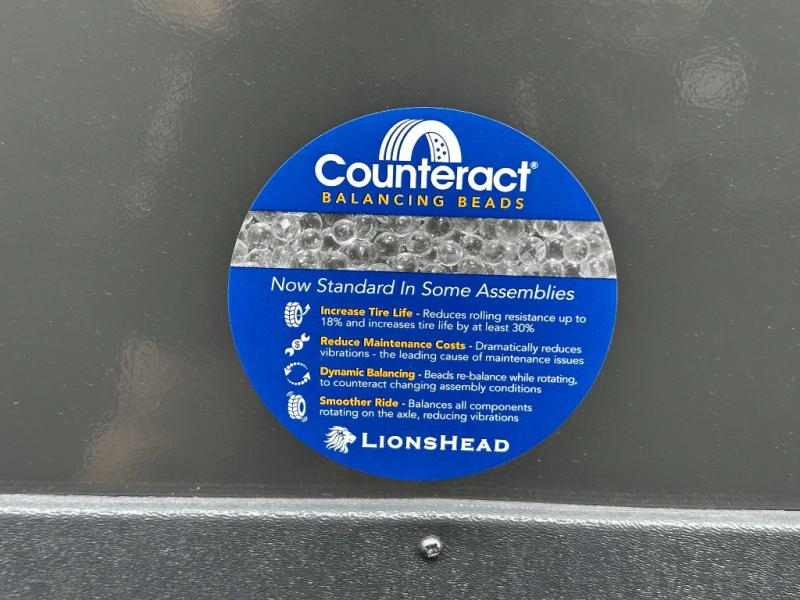 Counteract®
BALANCING BEADS
Now Standard In Some Assemblies
Increase Tire Life - Reduces rolling resistance up to
18% and increases tire life by at least 30%
Reduce Maintenance Costs - Dramatically reduces
vibrations - the leading cause of maintenance issues
Dynamic Balancing - Beads re-balance while rotating,
to counteract changing assembly conditions
Smoother Ride - Balances all components
rotating on the axle, reducing vibrations
LIONSHEAD